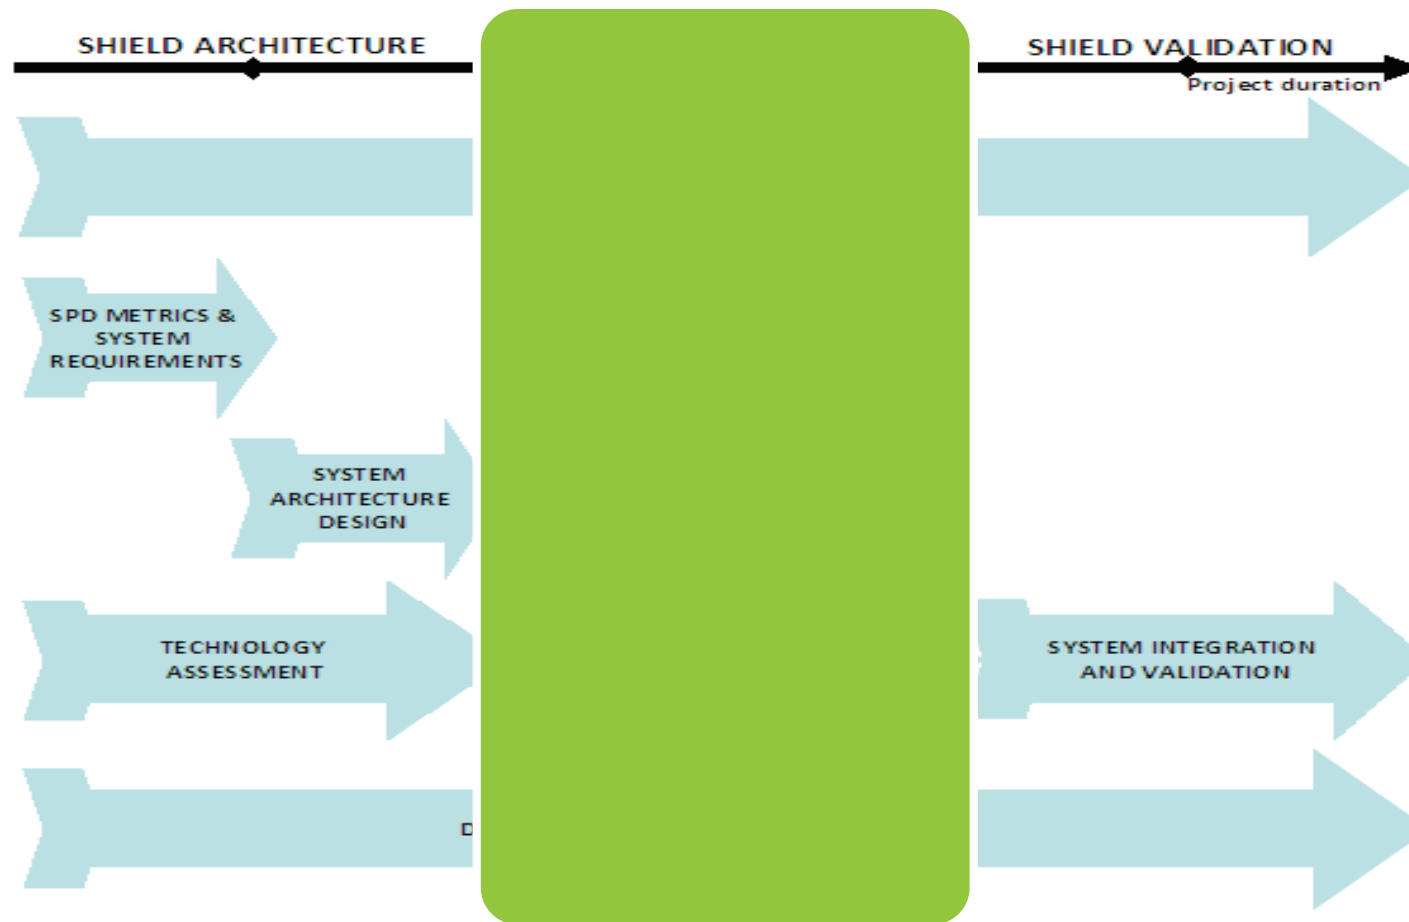 SHIELD ARCHITECTURE
SHIELD VALIDATION
Project duration
SPD METRICS &
SYSTEM
REQUIREMENTS
SYSTEM
ARCHITECTURE
DESIGN
TECHNOLOGY
ASSESSMENT
SYSTEM INTEGRATION
AND VALIDATION
D